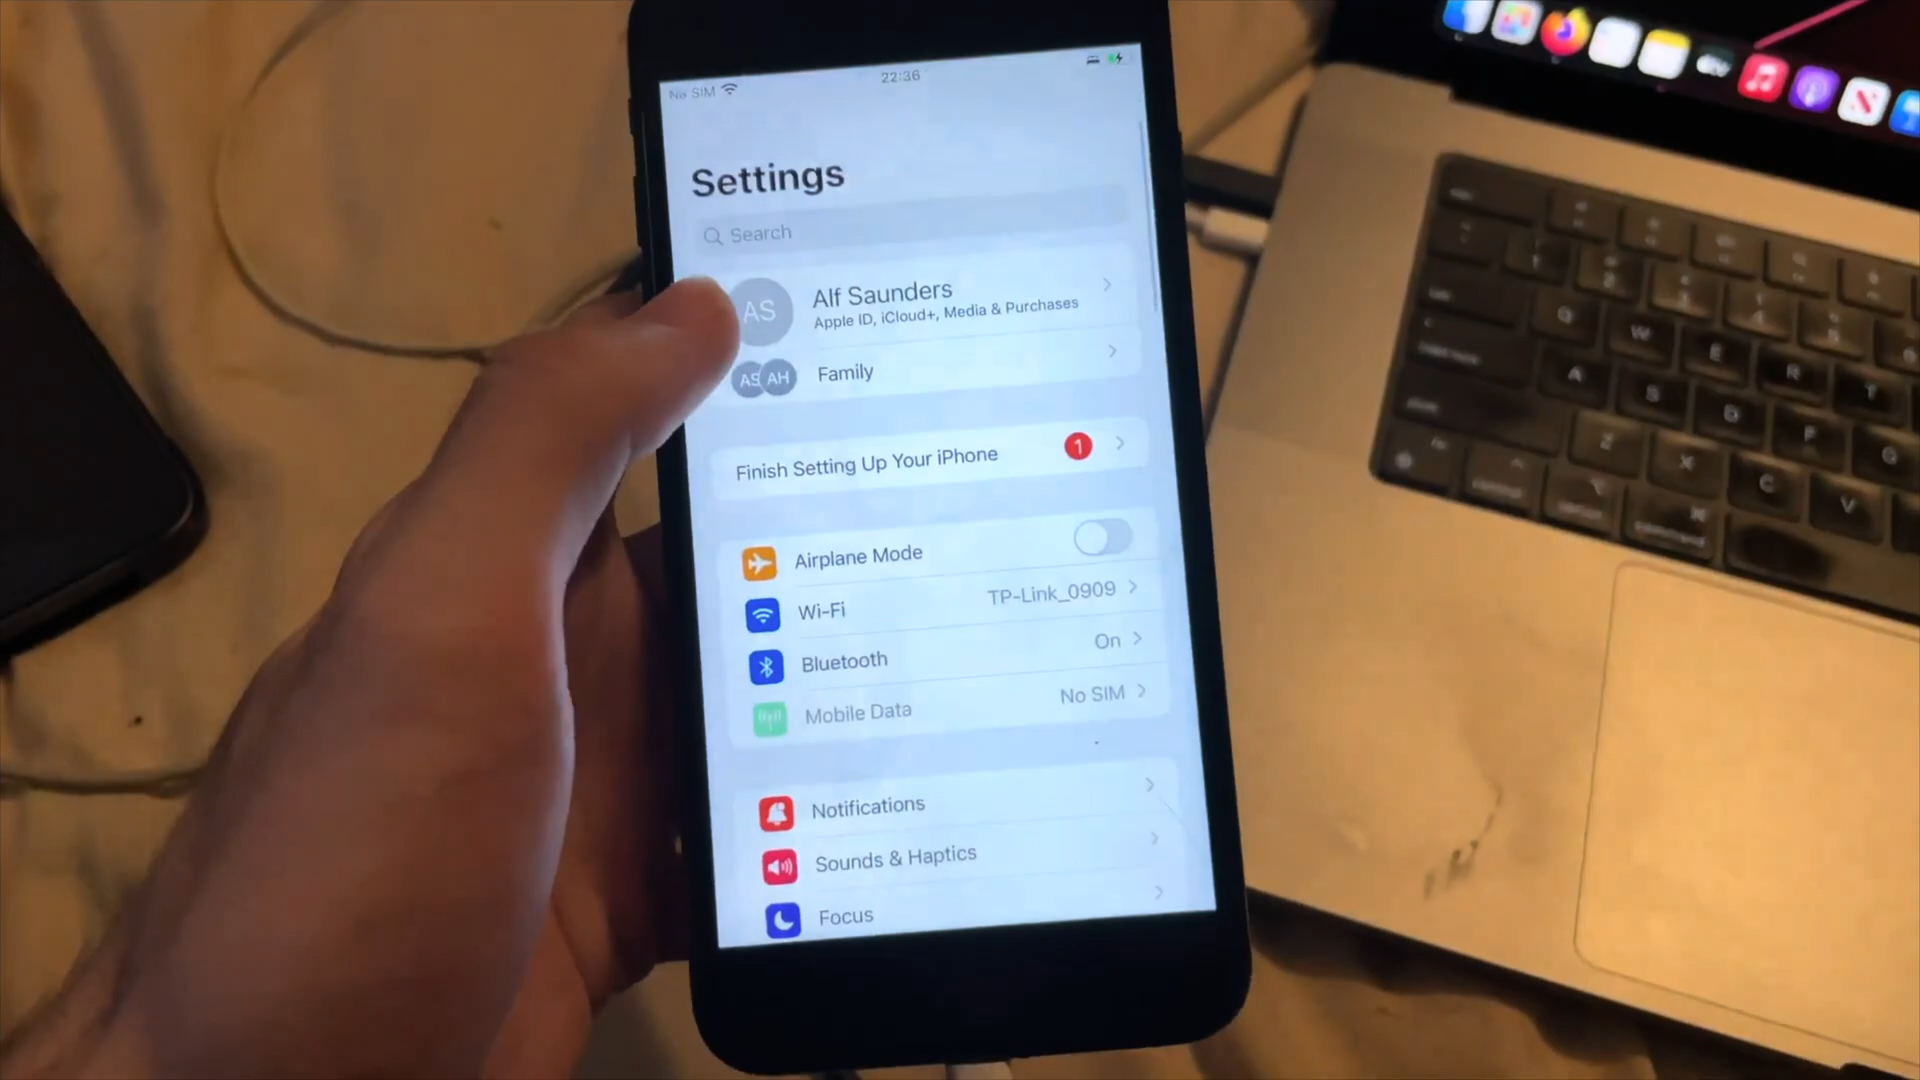 No SIM
22:36
Settings
Search
AS
Alf Saunders
Apple ID, iCloud+, Media & Purchases
AS AH
Family
Finish Setting Up Your iPhone
1
Airplane Mode
Wi-Fi
TP-Link_0909
Bluetooth
On
Mobile Data
No SIM
Notifications
Sounds & Haptics
Focus
tv
Q
W
E
R
T
A
S
D
F
G
Z
X
C
V
command